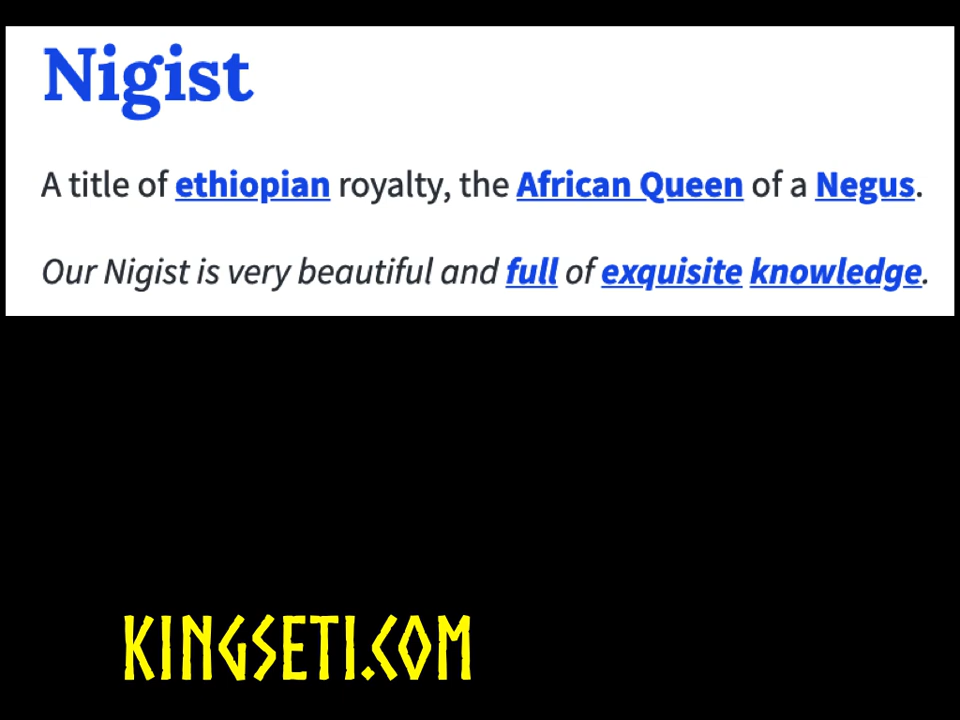 Nigist
A title of ethiopian royalty, the African Queen of a Negus.
Our Nigist is very beautiful and full of exquisite knowledge.
KINGSETI.COM